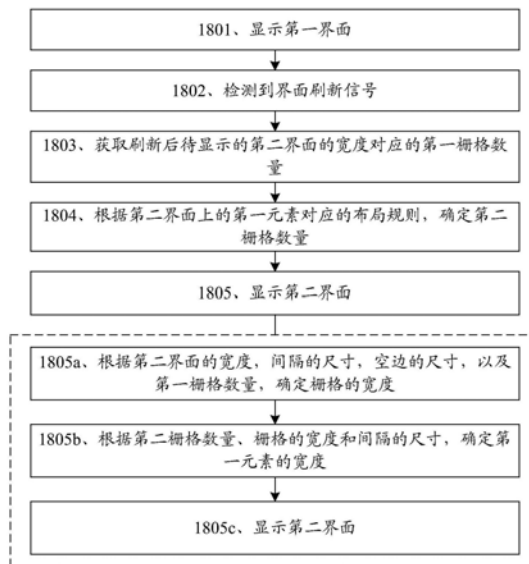 1801、显示第一界面
1802、检测到界面刷新信号
1803、获取刷新后待显示的第二界面的宽度对应的第一栅格数
量
1804、根据第二界面上的第一元素对应的布局规则，确定第二
栅格数量
1805、显示第二界面
1805a、根据第二界面的宽度，间隔的尺寸，空边的尺寸，以及
第一栅格数量，确定栅格的宽度
1805b、根据第二栅格数量、栅格的宽度和间隔的尺寸，确定第
一元素的宽度
1805c、显示第二界面